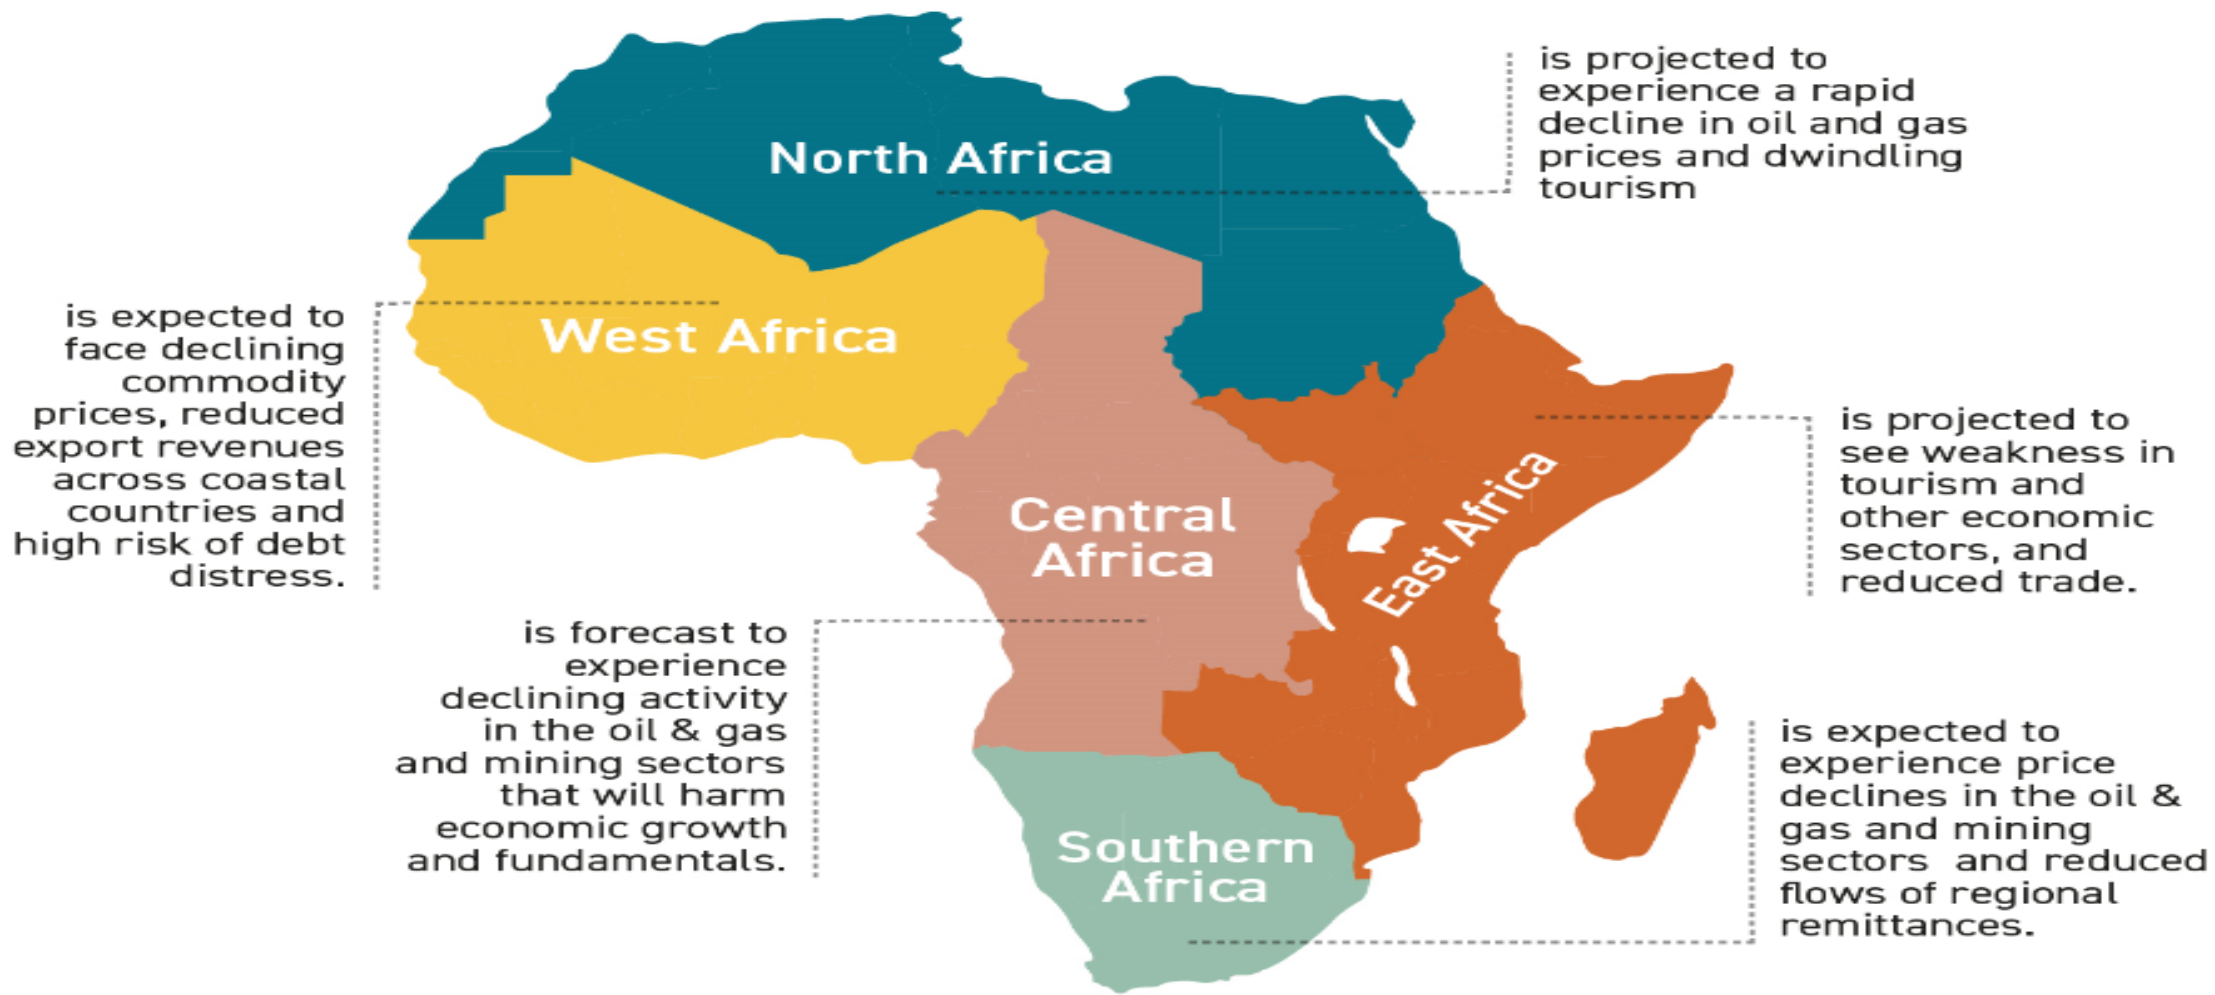 North Africa
is projected to
experience a rapid
decline in oil and gas
prices and dwindling
tourism
West Africa
is expected to
face declining
commodity
prices, reduced
export revenues
across coastal
countries and
high risk of debt
distress.
Central
Africa
is forecast to
experience
declining activity
in the oil & gas
and mining sectors
that will harm
economic growth
and fundamentals.
East Africa
is projected to
see weakness in
tourism and
other economic
sectors, and
reduced trade.
Southern
Africa
is expected to
experience price
declines in the oil &
gas and mining
sectors and reduced
flows of regional
remittances.